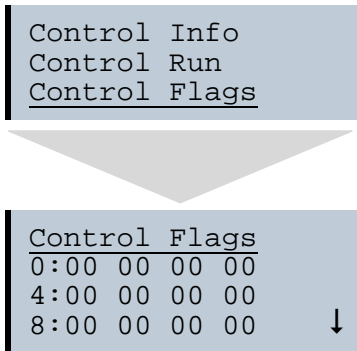 Control Info
Control Run
Control Flags
Control Flags
0:00 00 00 00
4:00 00 00 00
8:00 00 00 00 ↓